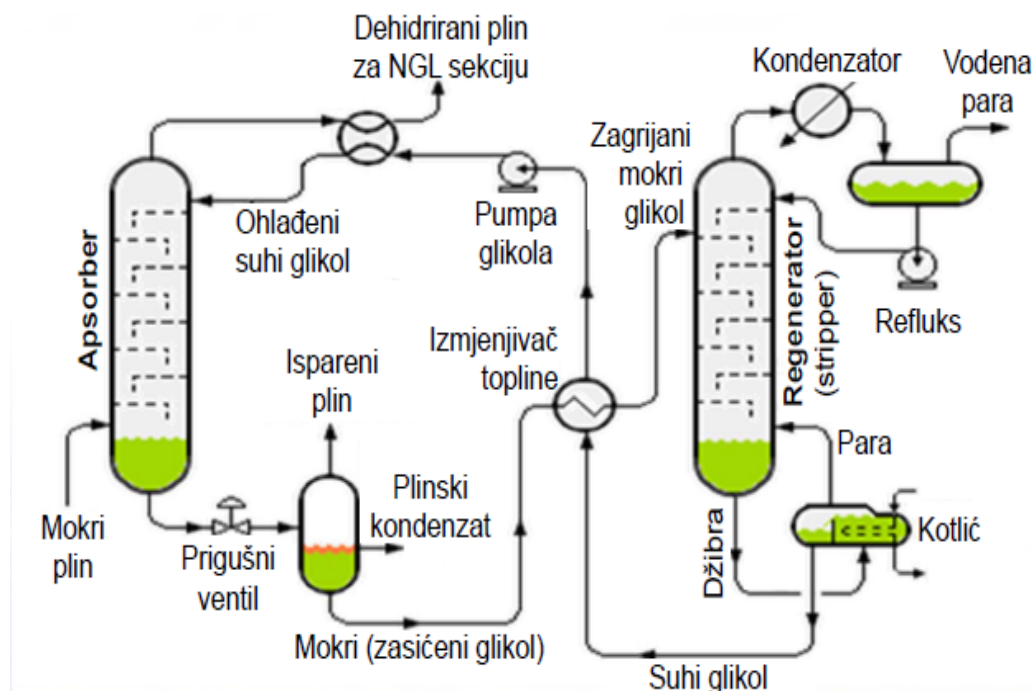 Dehidrirani plin
za NGL sekciju
Kondenzator
Vodena
para
Zagrijani
mokri
glikol
Ohlađeni
suhi glikol
Pumpa
glikola
Apsorber
Regenerator
(stripper)
Refluks
Ispareni
plin
Izmjenjivač
topline
Para
Mokri
plin
Prigušni
ventil
Plinski
kondenzat
Džibra
Kotlić
Mokri (zasićeni glikol)
Suhi glikol